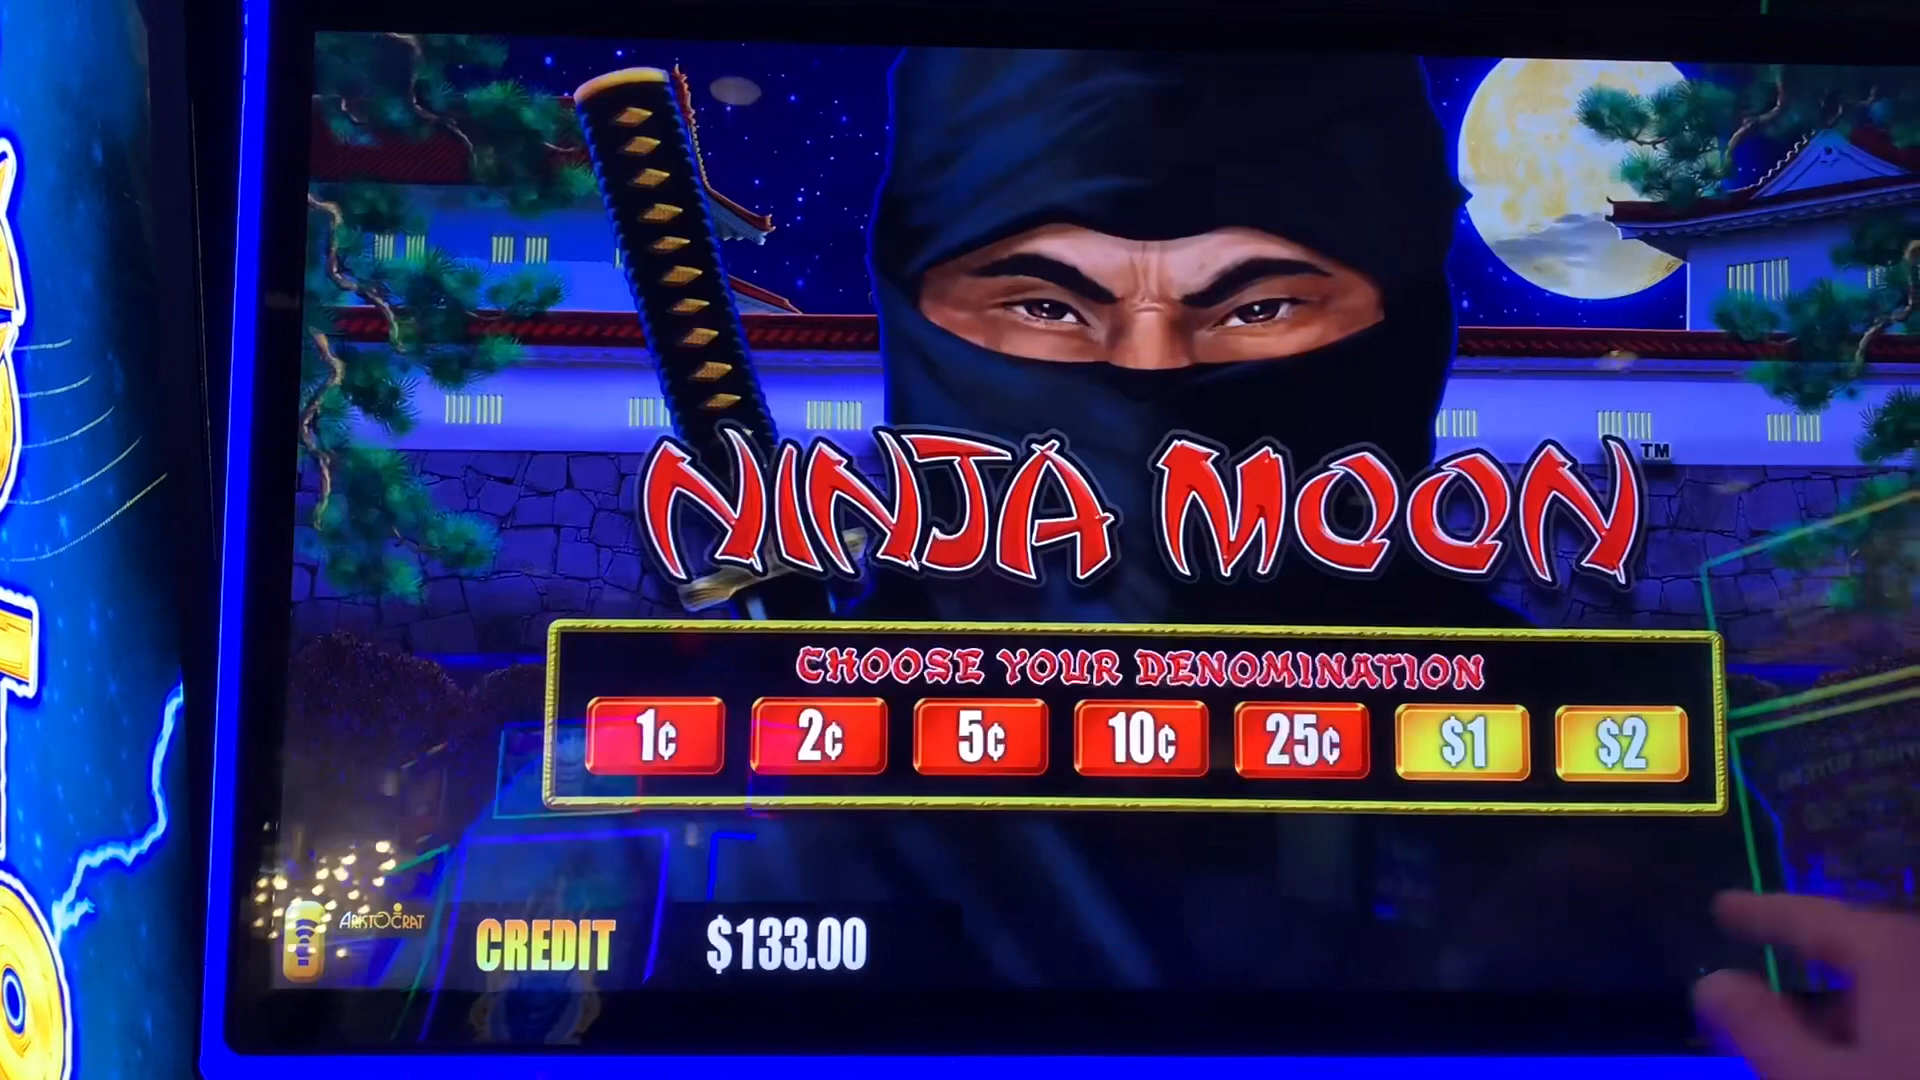 NINJA MOON™
CHOOSE YOUR DENOMINATION
1¢ 2¢ 5¢ 10¢ 25¢ $1 $2
ARISTOCRAT
CREDIT $133.00